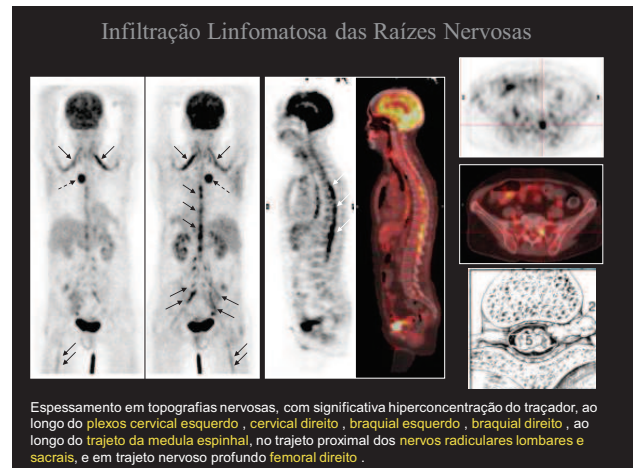 Infiltração Linfomatosa das Raízes Nervosas
2
5
Espessamento em topografias nervosas, com significativa hiperconcentração do traçador, ao
longo do plexos cervical esquerdo , cervical direito , braquial esquerdo , braquial direito , ao
longo do trajeto da medula espinhal, no trajeto proximal dos nervos radiculares lombares e
sacrais, e em trajeto nervoso profundo femoral direito .